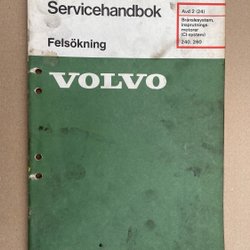 Servicehandbok
Felsökning
Avd 2 (24)
Bränslesystem,
insprutnings-
motorer
(CI system)
240, 260
VOLVO